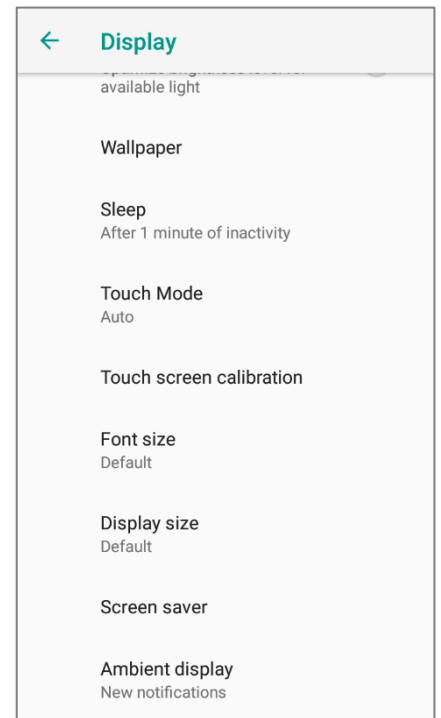 Display
available light
Wallpaper
Sleep
After 1 minute of inactivity
Touch Mode
Auto
Touch screen calibration
Font size
Default
Display size
Default
Screen saver
Ambient display
New notifications